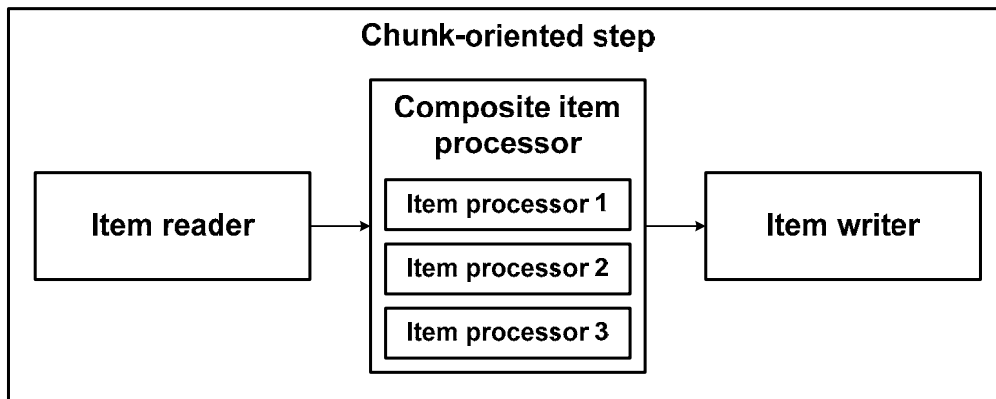 Chunk-oriented step
Composite item
processor
Item reader
Item processor 1
Item processor 2
Item processor 3
Item writer